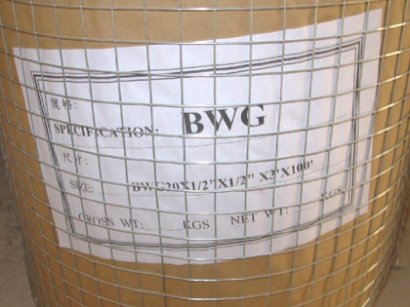 规格:
SPECIFICATION: BWG
尺寸:
SIZE: BWG20X1/2"X1/2" X3'X100'
GROSS WT: KGS NET WT: KGS